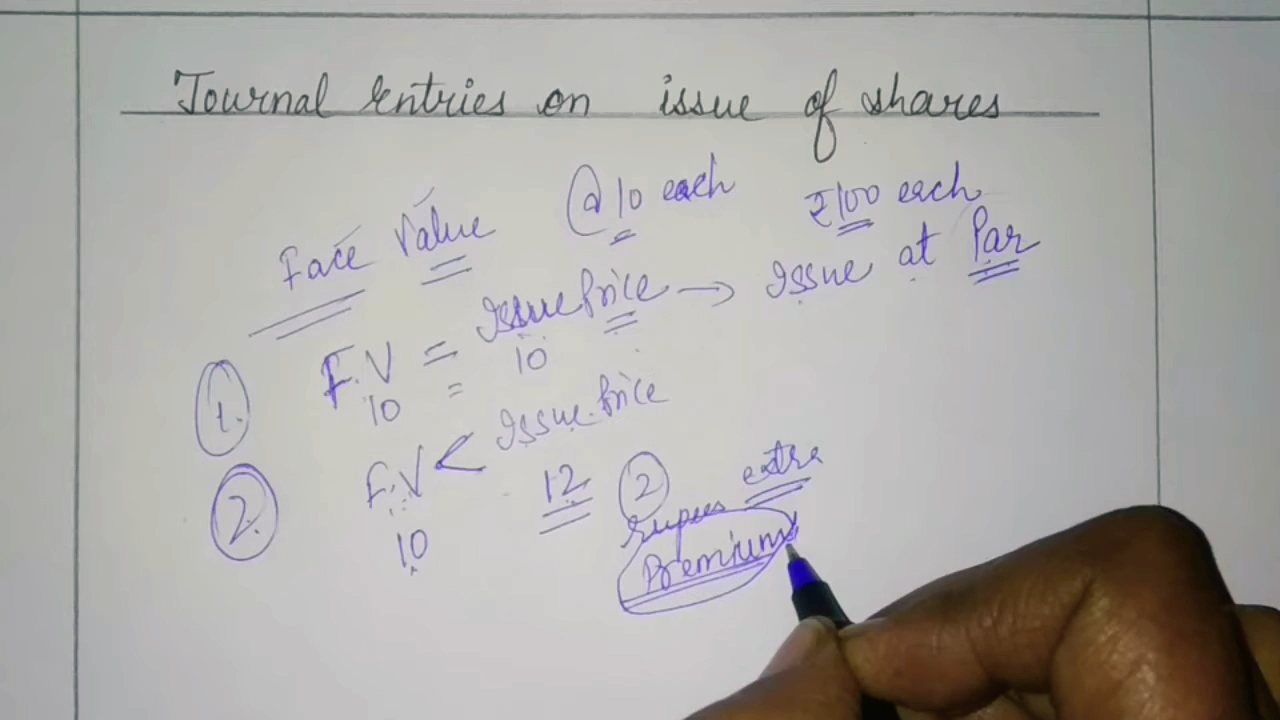 Journal Entries on issue of shares
Face Value @ 10 each ₹100 each
1. F.V = Issue Price → Issue at Par
10 = 10
2. F.V < Issue Price
10 12 2 rupees extra
Premium